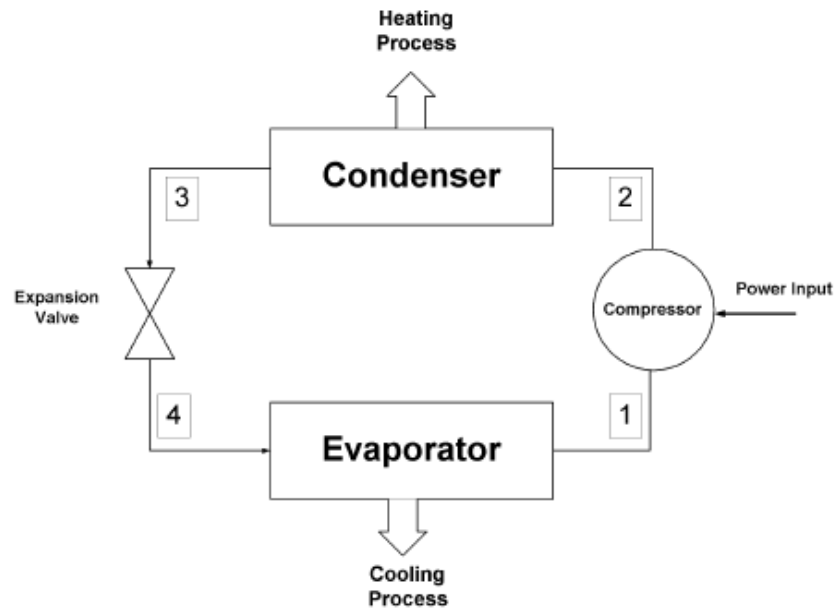 Heating
Process
Condenser
3
2
Expansion
Valve
Compressor
Power Input
4
1
Evaporator
Cooling
Process